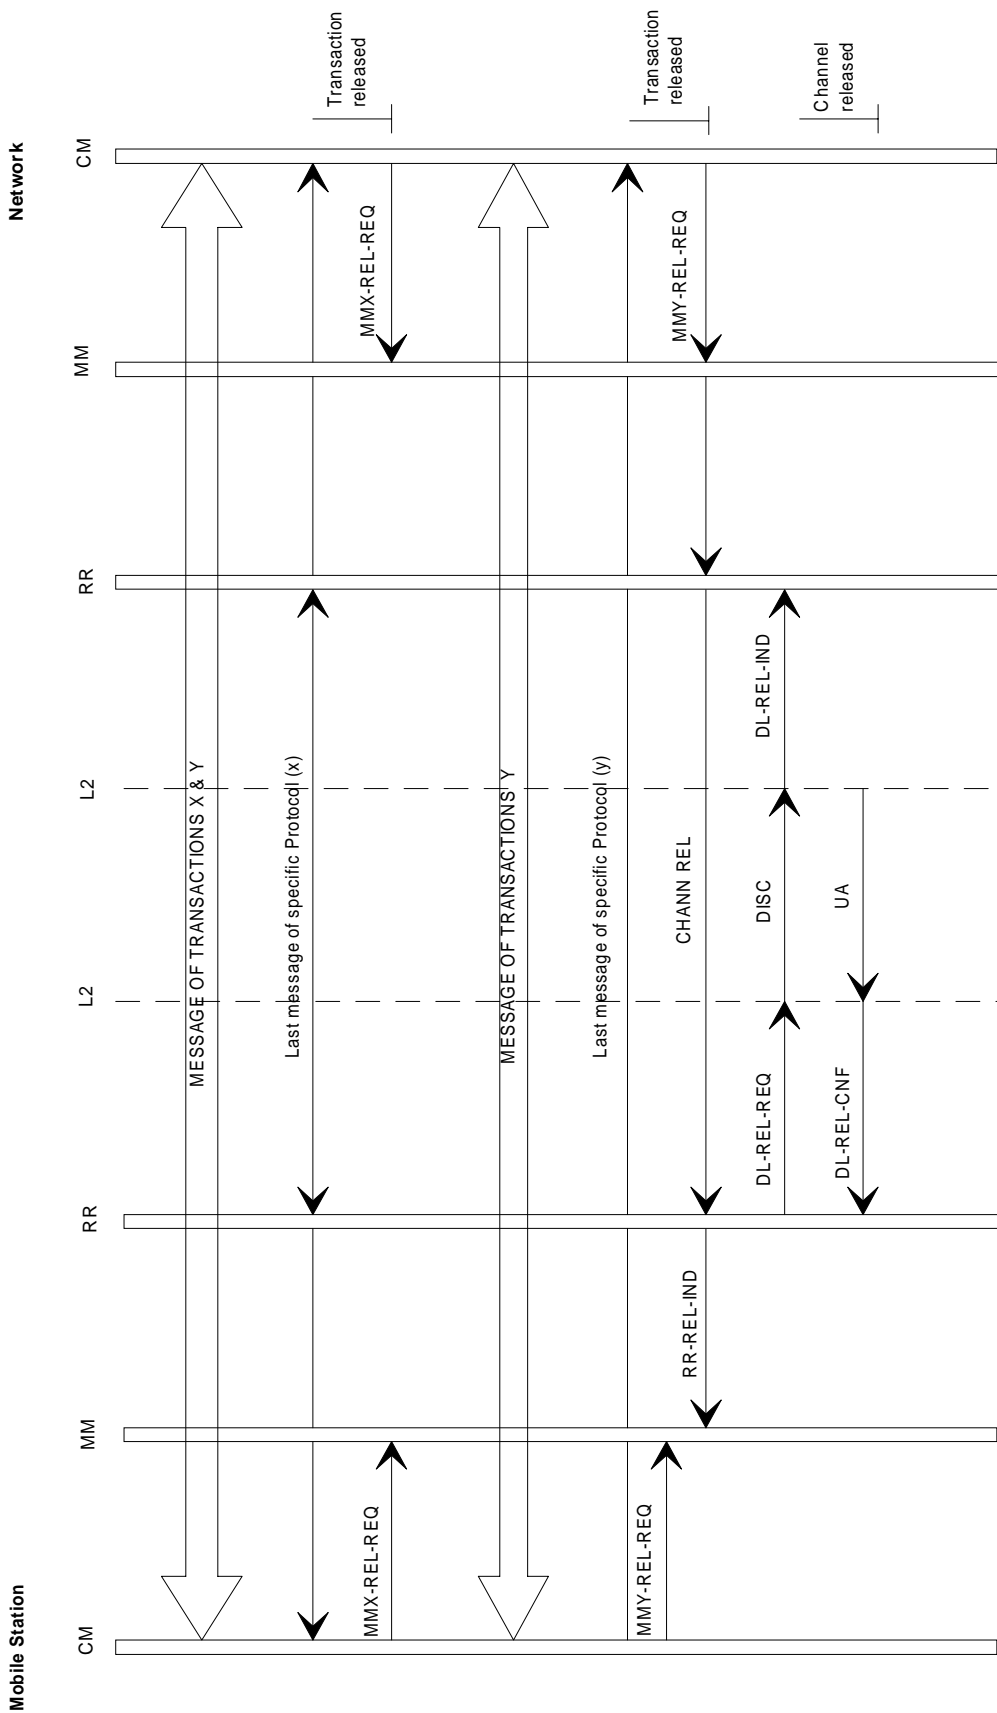 Mobile Station
Network
CM
MM
RR
L2
L2
RR
MM
CM
MESSAGE OF TRANSACTIONS X & Y
Last message of specific Protocol (x)
Transaction
released
MMX-REL-REQ
MMX-REL-REQ
MESSAGE OF TRANSACTIONS Y
Last message of specific Protocol (y)
Transaction
released
MMY-REL-REQ
MMY-REL-REQ
RR-REL-IND
CHANN REL
DL-REL-REQ
DISC
DL-REL-IND
Channel
released
DL-REL-CNF
UA